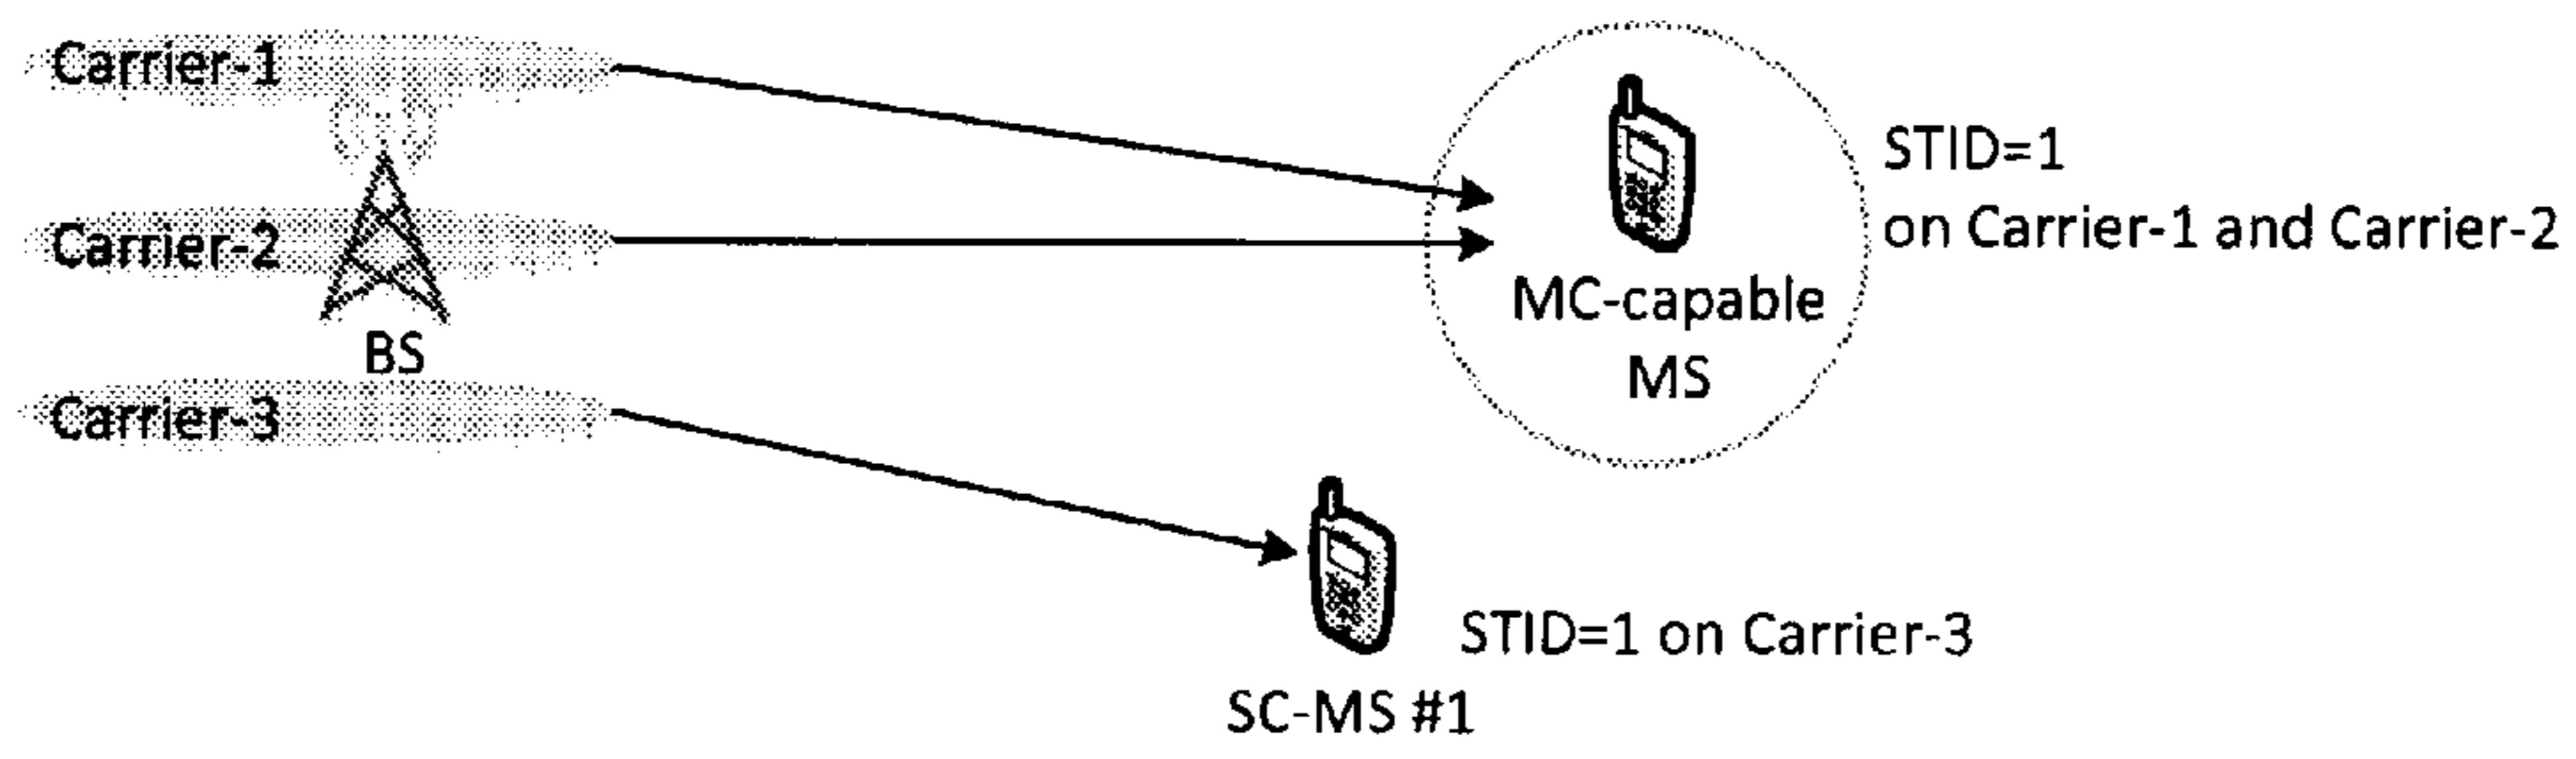 Carrier-1
Carrier-2
BS
Carrier-3
STID=1
on Carrier-1 and Carrier-2
MC-capable
MS
STID=1 on Carrier-3
SC-MS #1